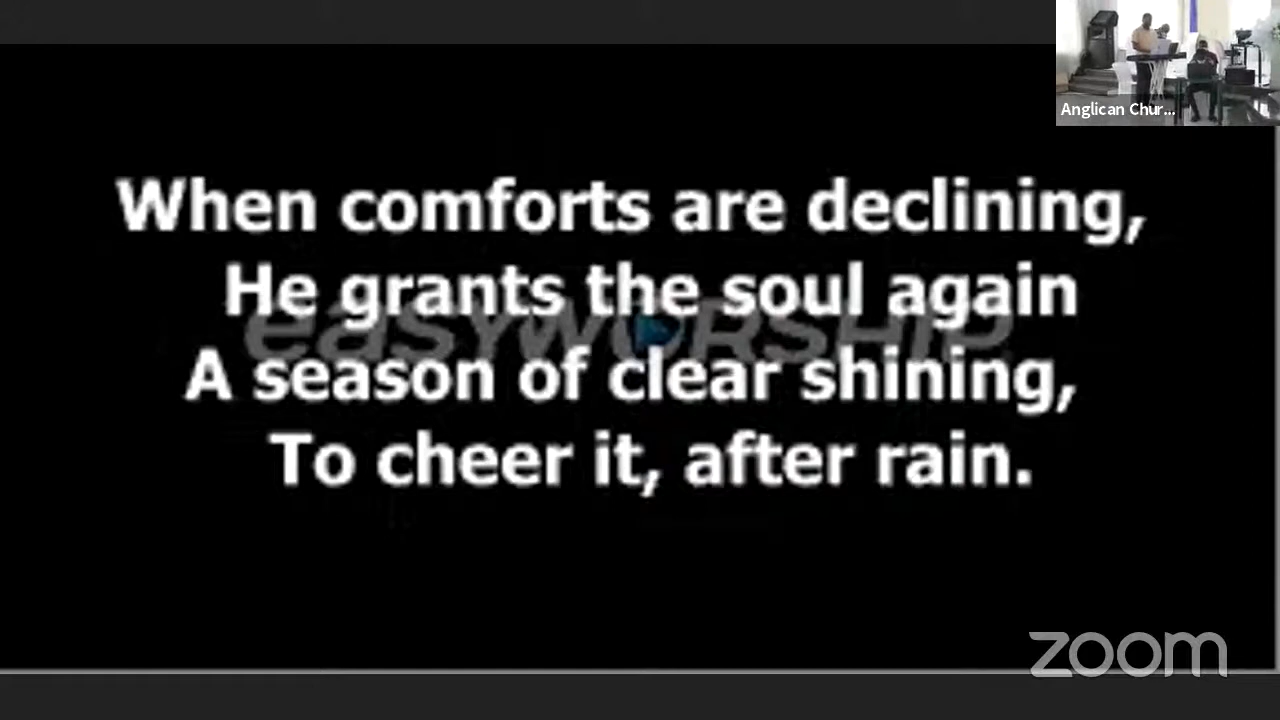 Anglican Chur...
When comforts are declining,
He grants the soul again
easyworship
A season of clear shining,
To cheer it, after rain.
zoom